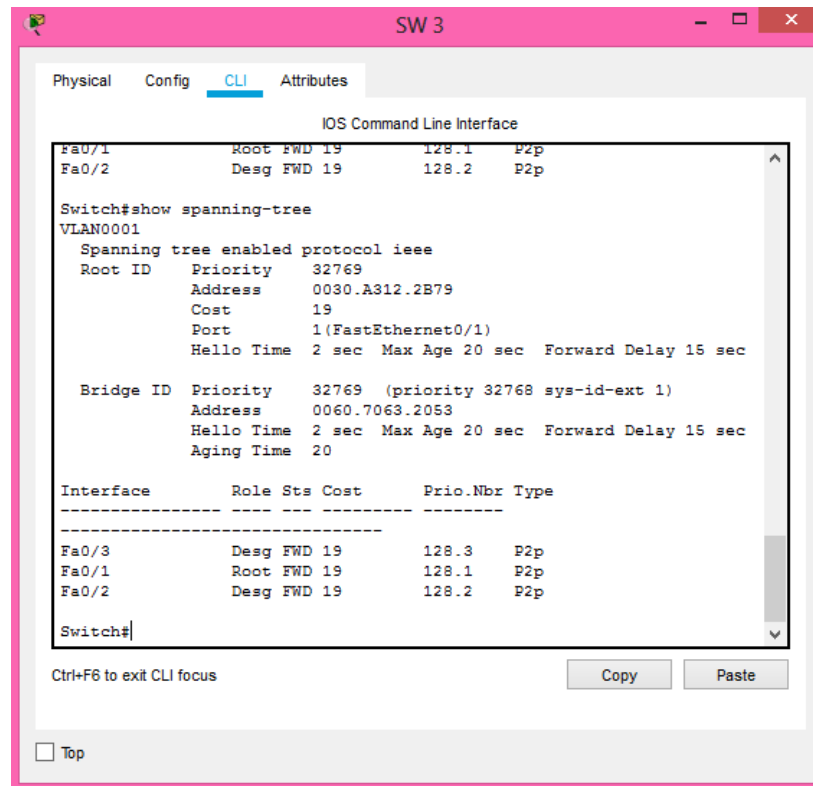 SW 3
Physical Config CLI Attributes
IOS Command Line Interface
Fa0/1 Root FWD 19 128.1 P2p
Fa0/2 Desg FWD 19 128.2 P2p
Switch#show spanning-tree
VLAN0001
Spanning tree enabled protocol ieee
Root ID Priority 32769
Address 0030.A312.2B79
Cost 19
Port 1(FastEthernet0/1)
Hello Time 2 sec Max Age 20 sec Forward Delay 15 sec
Bridge ID Priority 32769 (priority 32768 sys-id-ext 1)
Address 0060.7063.2053
Hello Time 2 sec Max Age 20 sec Forward Delay 15 sec
Aging Time 20
Interface Role Sts Cost Prio.Nbr Type
---------------- ---- --- --------- --------
--------------------------------
Fa0/3 Desg FWD 19 128.3 P2p
Fa0/1 Root FWD 19 128.1 P2p
Fa0/2 Desg FWD 19 128.2 P2p
Switch#
Ctrl+F6 to exit CLI focus Copy Paste
Top